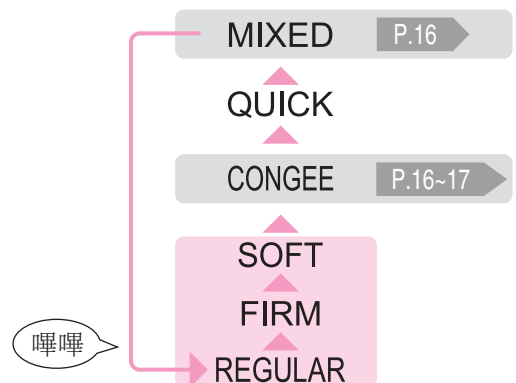 MIXED P.16
QUICK
CONGEE P.16~17
SOFT
FIRM
嗶嗶
REGULAR